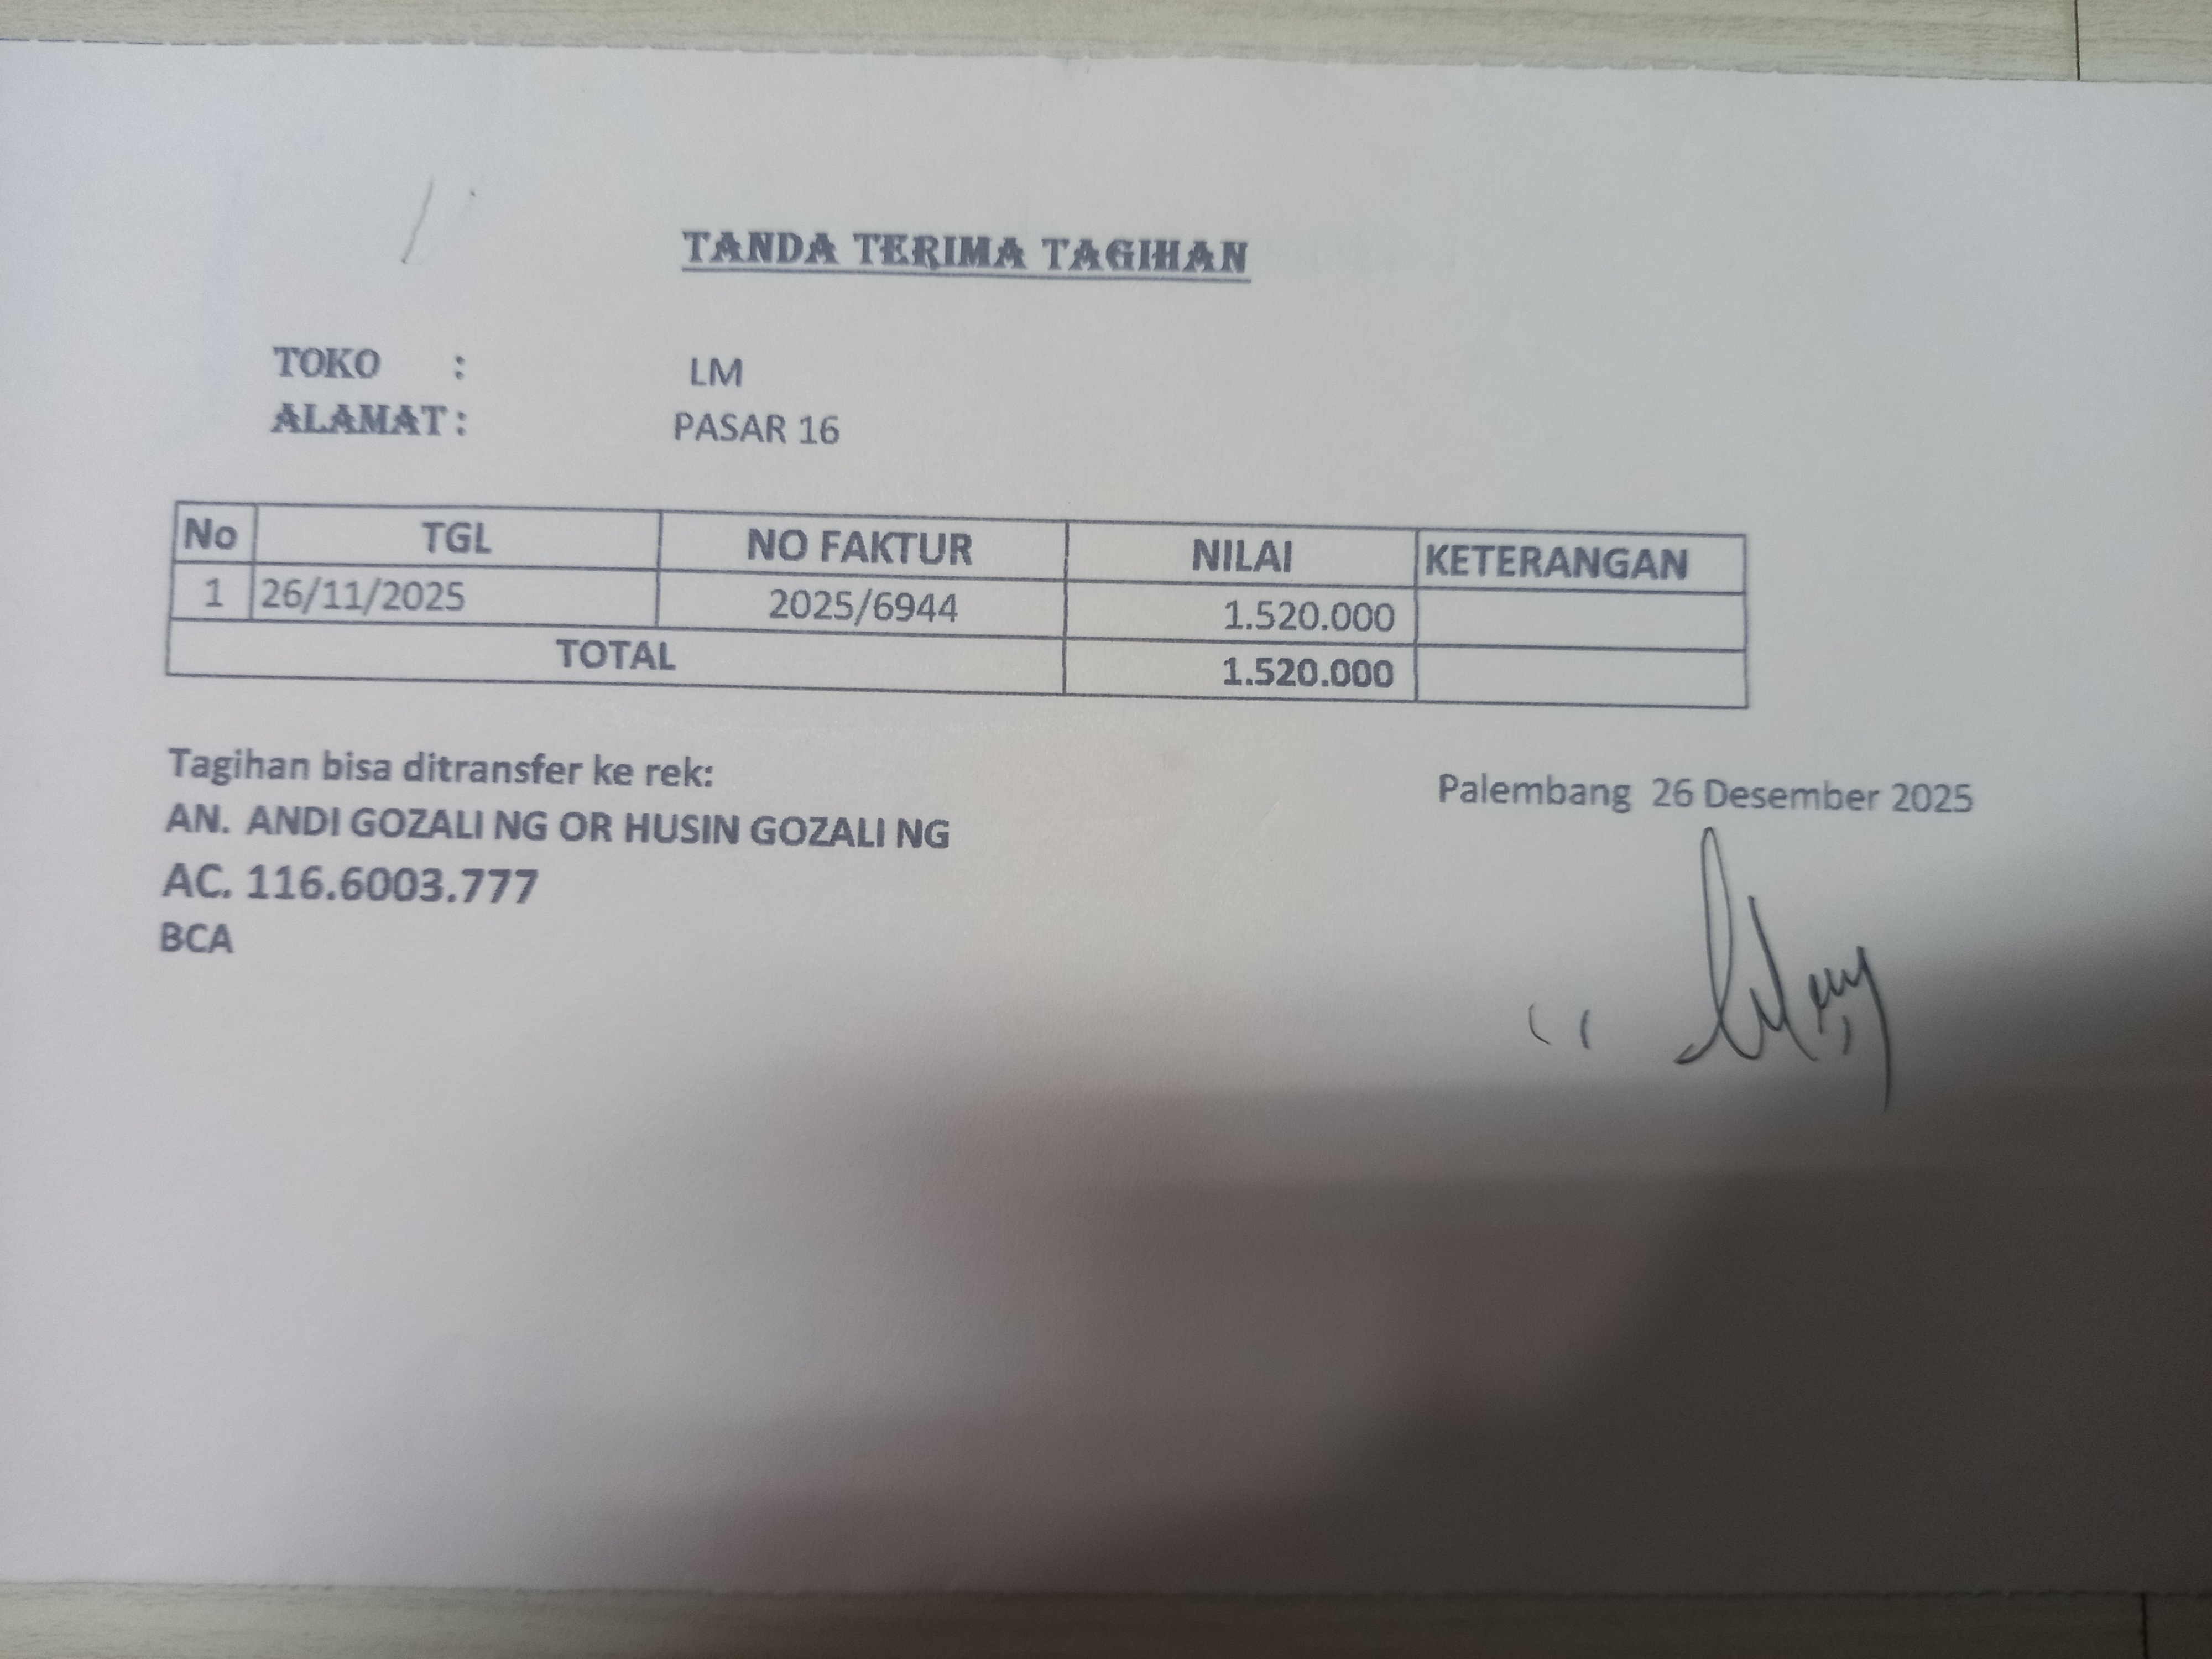 TANDA TERIMA TAGIHAN
TOKO : LM
ALAMAT : PASAR 16
No TGL NO FAKTUR NILAI KETERANGAN
1 26/11/2025 2025/6944 1.520.000
TOTAL 1.520.000
Tagihan bisa ditransfer ke rek:
AN. ANDI GOZALI NG OR HUSIN GOZALI NG
AC. 116.6003.777
BCA
Palembang 26 Desember 2025